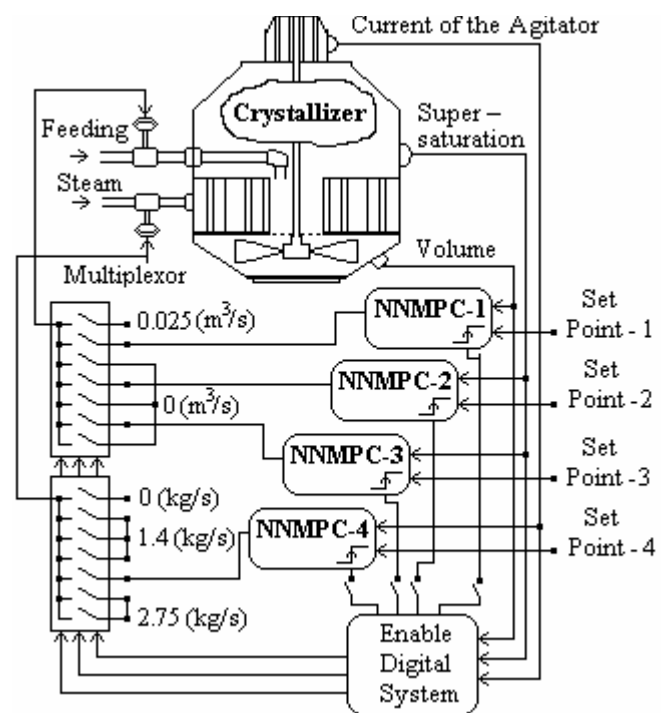 Current of the Agitator
Crystallizer
Super –
saturation
Feeding
Steam
Volume
Multiplexor
0.025 (m³/s)
NNMPC-1
Set
Point - 1
NNMPC-2
Set
Point - 2
0 (m³/s)
NNMPC-3
Set
Point - 3
0 (kg/s)
NNMPC-4
Set
Point - 4
1.4 (kg/s)
2.75 (kg/s)
Enable
Digital
System